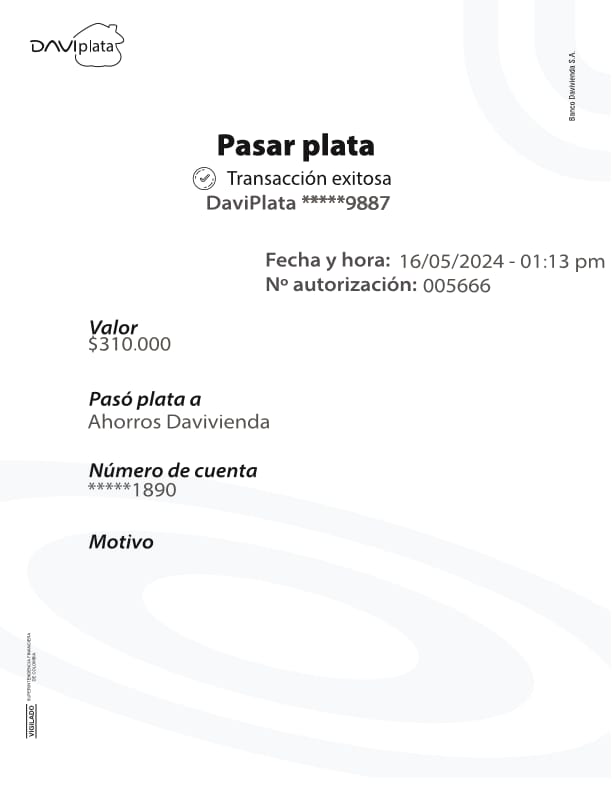 DAVIplata
Banco Davivienda S.A.
Pasar plata
Transacción exitosa
DaviPlata *****9887
Fecha y hora: 16/05/2024 - 01:13 pm
Nº autorización: 005666
Valor
$310.000
Pasó plata a
Ahorros Davivienda
Número de cuenta
*****1890
Motivo
VIGILADO
SUPERINTENDENCIA FINANCIERA
DE COLOMBIA